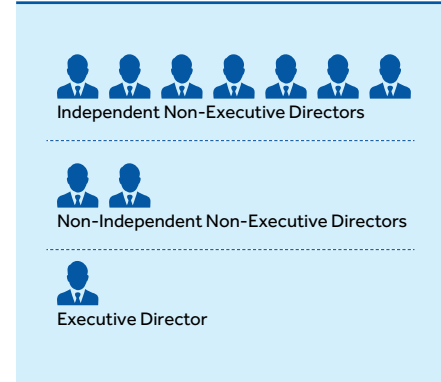 Independent Non-Executive Directors
Non-Independent Non-Executive Directors
Executive Director